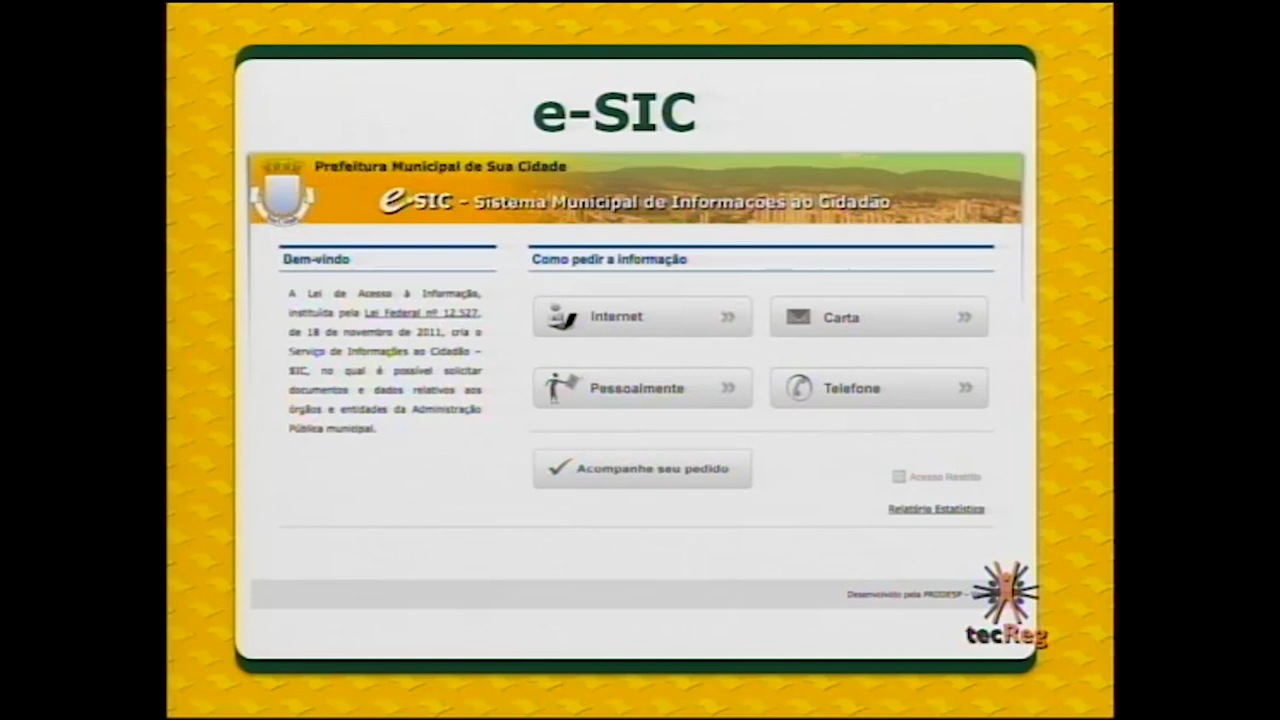 e-SIC
Prefeitura Municipal de Sua Cidade
e-SIC - Sistema Municipal de Informações ao Cidadão
Bem-vindo
A Lei de Acesso à Informação,
instituída pela Lei Federal nº 12.527,
de 18 de novembro de 2011, cria o
Serviço de Informações ao Cidadão –
SIC, no qual é possível solicitar
documentos e dados relativos aos
órgãos e entidades da Administração
Pública municipal.
Como pedir a informação
Internet
Carta
Pessoalmente
Telefone
Acompanhe seu pedido
Acesso Restrito
Relatório Estatístico
Desenvolvido pela PRODESP -
tecReg